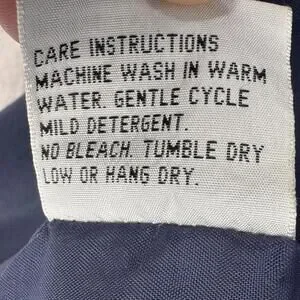 CARE INSTRUCTIONS
MACHINE WASH IN WARM
WATER. GENTLE CYCLE
MILD DETERGENT.
NO BLEACH. TUMBLE DRY
LOW OR HANG DRY.